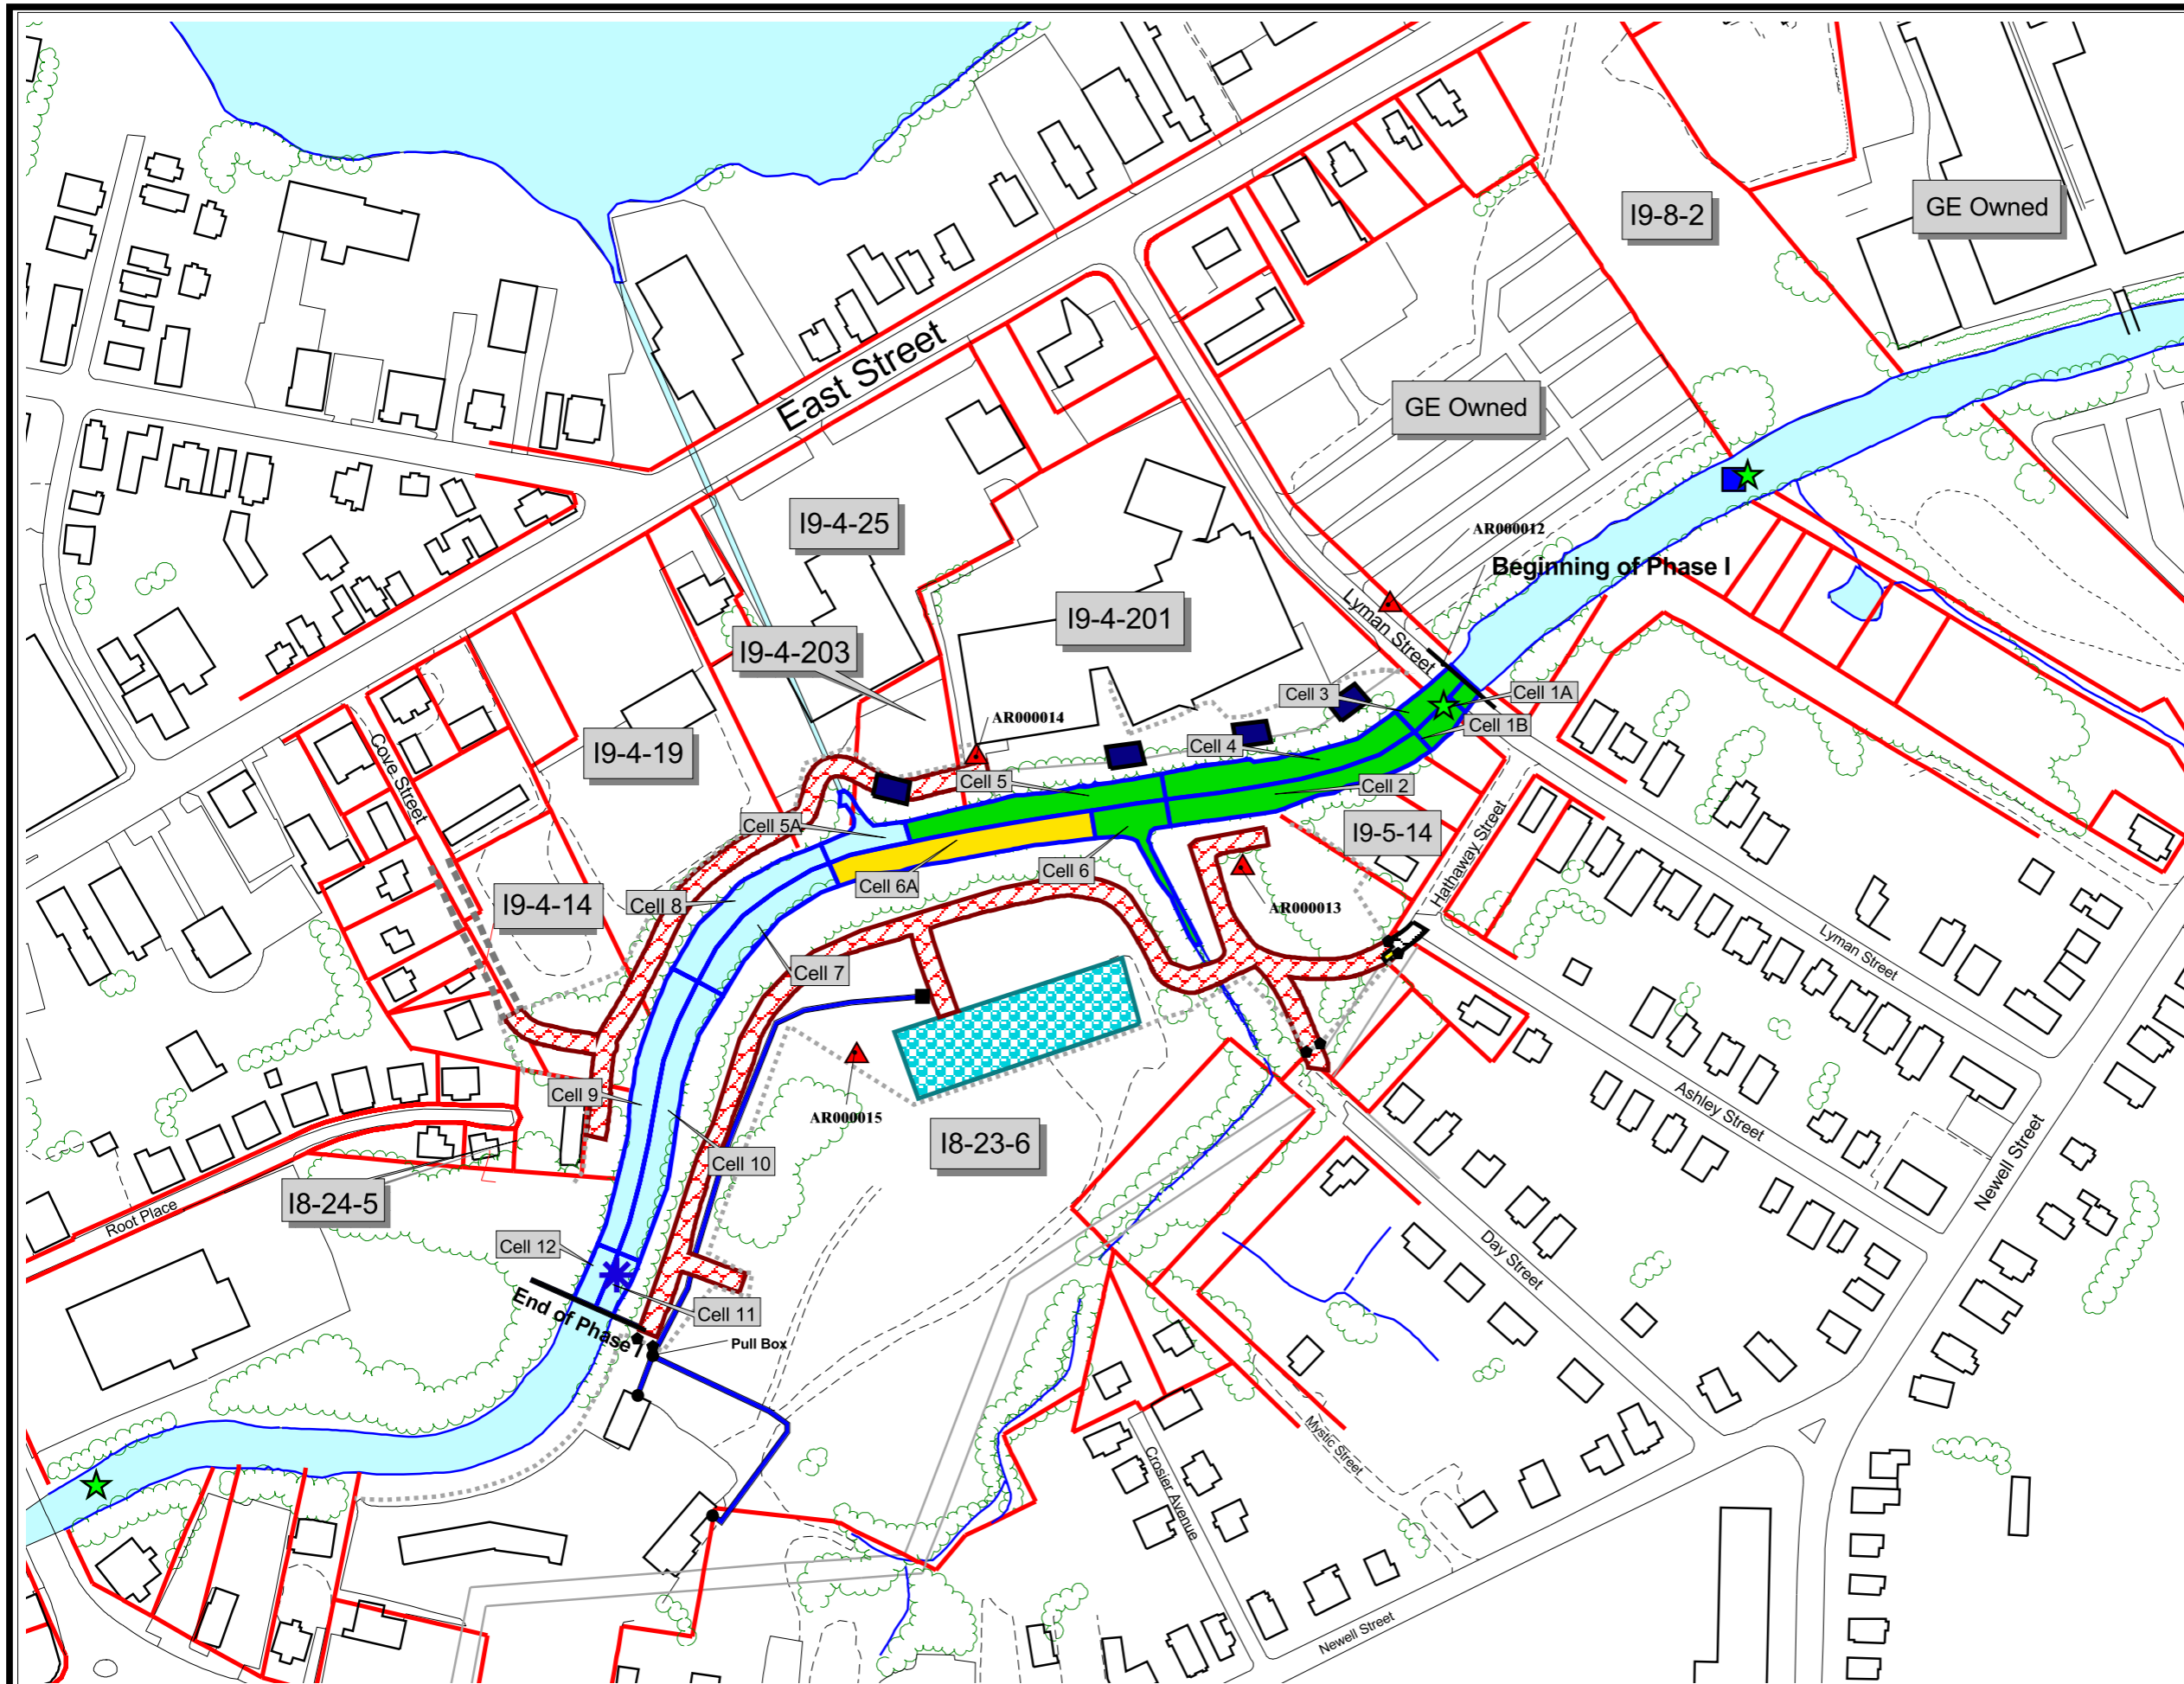 I9-8-2
GE Owned
East Street
GE Owned
I9-4-25
AR000012
Beginning of Phase I
I9-4-201
Lyman Street
I9-4-203
Cell 3
Cell 1A
AR000014
Cell 1B
I9-4-19
Cell 4
Cove Street
Cell 5
Cell 2
Cell 5A
I9-5-14
Hathaway Street
Cell 6
Cell 6A
I9-4-14
Cell 8
AR000013
Lyman Street
Cell 7
Cell 9
AR000015
Ashley Street
I8-23-6
Cell 10
I8-24-5
Root Place
Newell Street
Cell 12
Day Street
End of Phase I
Cell 11
Pull Box
Mystic Street
Crosier Avenue
Newell Street